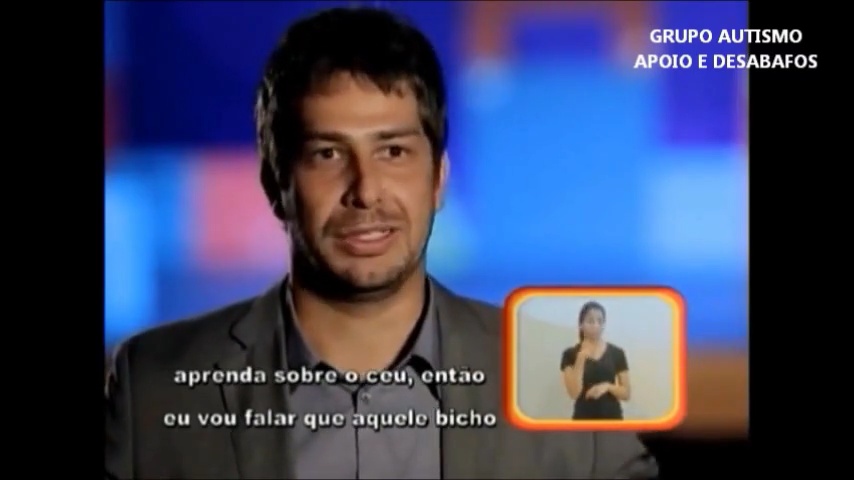 GRUPO AUTISMO
APOIO E DESABAFOS
aprenda sobre o ceu, então
eu vou falar que aquele bicho